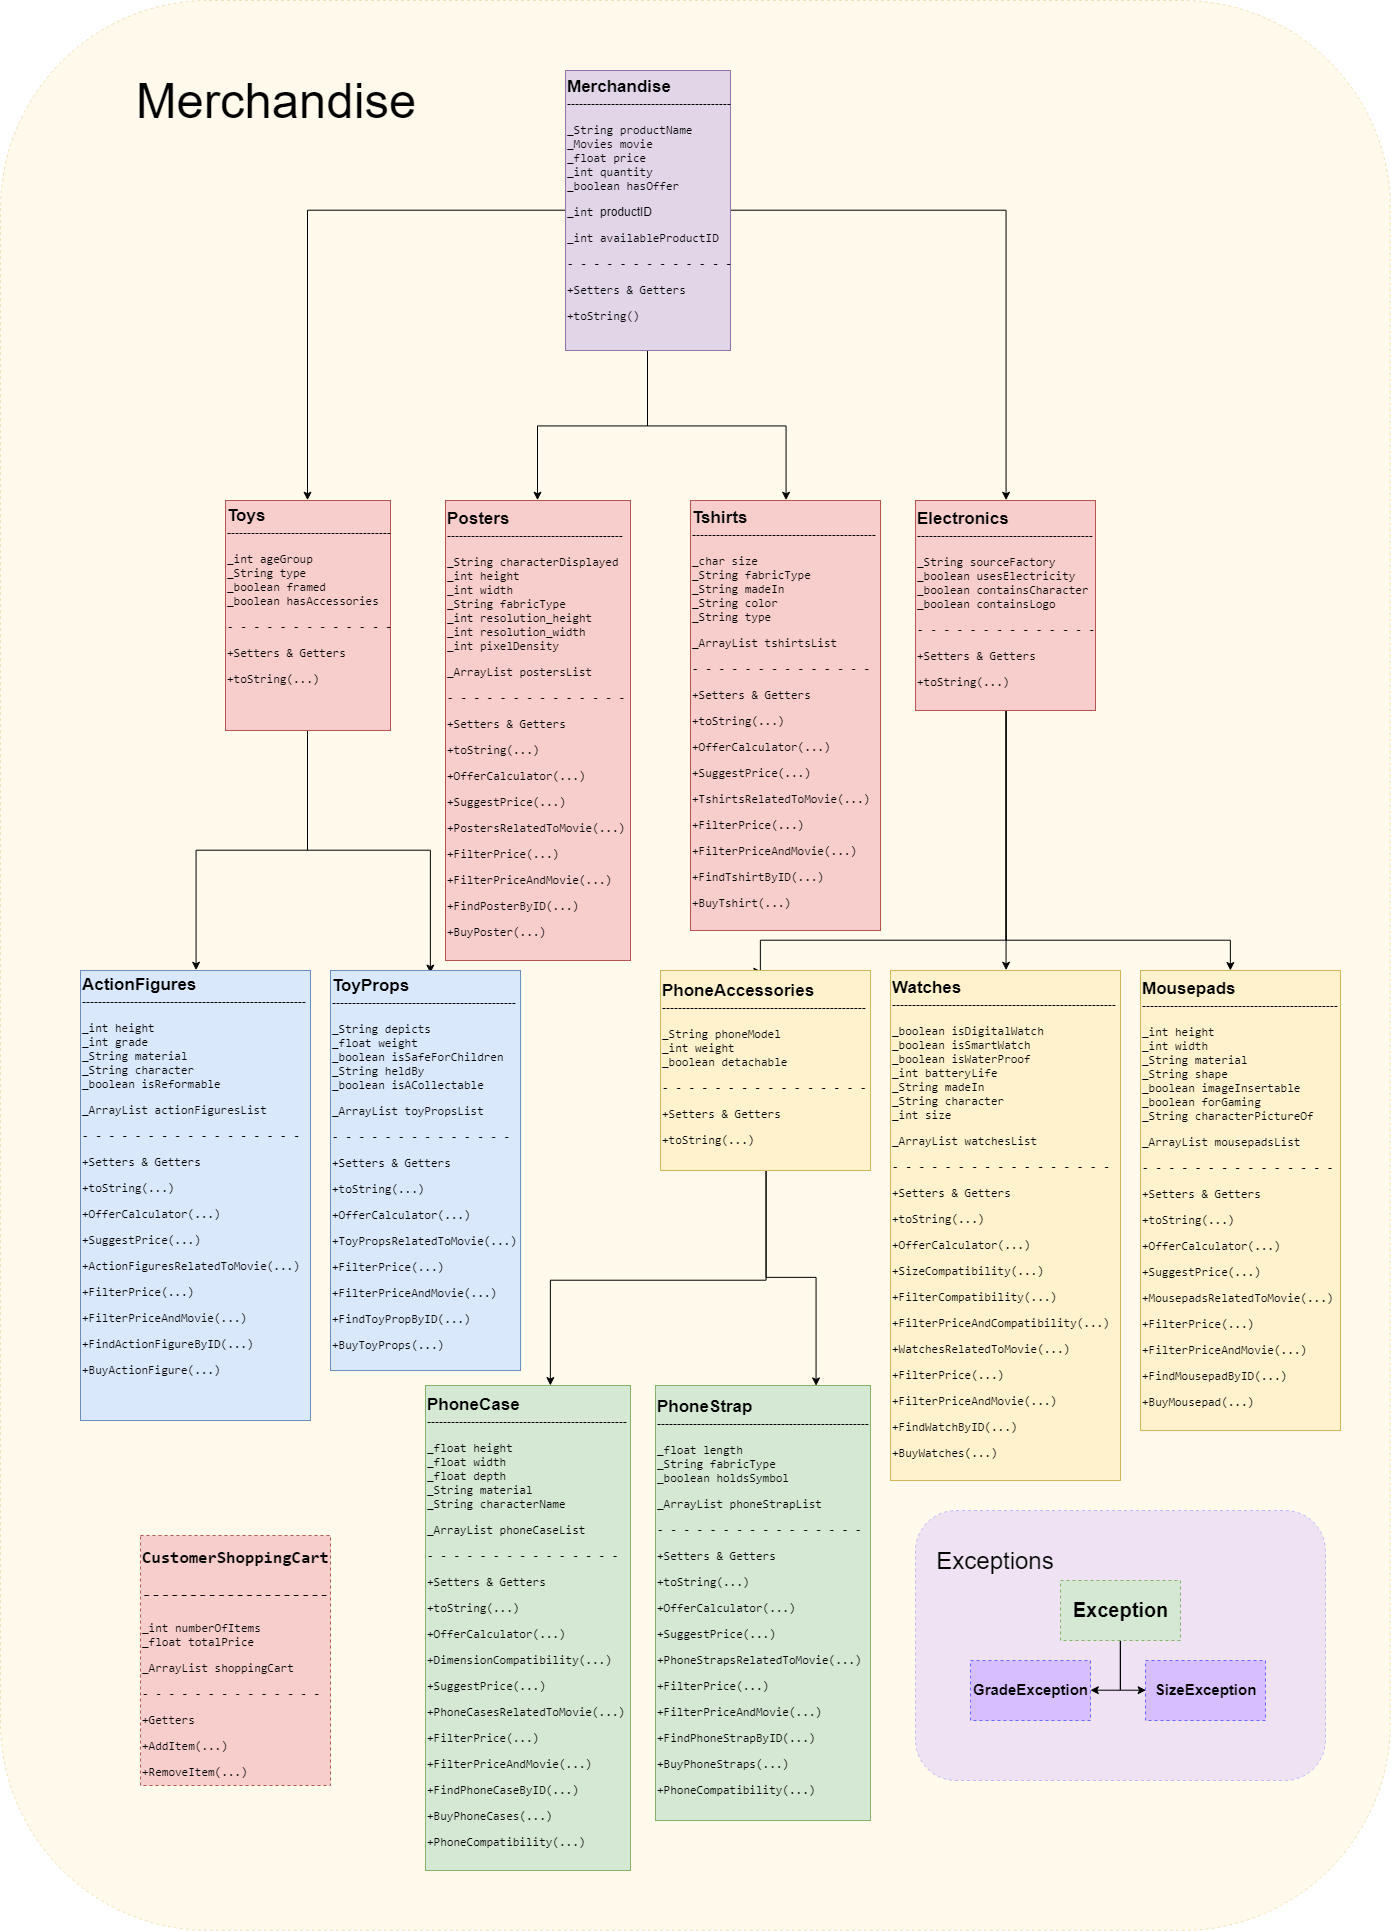 Merchandise
Merchandise
_String productName
_Movies movie
_float price
_int quantity
_boolean hasOffer
_int productID
_int availableProductID
- - - - - - - - - - - - -
+Setters & Getters
+toString()
Toys
_int ageGroup
_String type
_boolean framed
_boolean hasAccessories
- - - - - - - - - - - - -
+Setters & Getters
+toString(...)
Posters
_String characterDisplayed
_int height
_int width
_String fabricType
_int resolution_height
_int resolution_width
_int pixelDensity
_ArrayList postersList
- - - - - - - - - - - - - -
+Setters & Getters
+toString(...)
+OfferCalculator(...)
+SuggestPrice(...)
+PostersRelatedToMovie(...)
+FilterPrice(...)
+FilterPriceAndMovie(...)
+FindPosterByID(...)
+BuyPoster(...)
Tshirts
_char size
_String fabricType
_String madeIn
_String color
_String type
_ArrayList tshirtsList
- - - - - - - - - - - - - -
+Setters & Getters
+toString(...)
+OfferCalculator(...)
+SuggestPrice(...)
+TshirtsRelatedToMovie(...)
+FilterPrice(...)
+FilterPriceAndMovie(...)
+FindTshirtByID(...)
+BuyTshirt(...)
Electronics
_String sourceFactory
_boolean usesElectricity
_boolean containsCharacter
_boolean containsLogo
- - - - - - - - - - - - - -
+Setters & Getters
+toString(...)
ActionFigures
_int height
_int grade
_String material
_String character
_boolean isReformable
_ArrayList actionFiguresList
- - - - - - - - - - - - - - - - -
+Setters & Getters
+toString(...)
+OfferCalculator(...)
+SuggestPrice(...)
+ActionFiguresRelatedToMovie(...)
+FilterPrice(...)
+FilterPriceAndMovie(...)
+FindActionFigureByID(...)
+BuyActionFigure(...)
ToyProps
_String depicts
_float weight
_boolean isSafeForChildren
_String heldBy
_boolean isACollectable
_ArrayList toyPropsList
- - - - - - - - - - - - - -
+Setters & Getters
+toString(...)
+OfferCalculator(...)
+ToyPropsRelatedToMovie(...)
+FilterPrice(...)
+FilterPriceAndMovie(...)
+FindToyPropByID(...)
+BuyToyProps(...)
PhoneAccessories
_String phoneModel
_int weight
_boolean detachable
- - - - - - - - - - - - - - - -
+Setters & Getters
+toString(...)
Watches
_boolean isDigitalWatch
_boolean isSmartWatch
_boolean isWaterProof
_int batteryLife
_String madeIn
_String character
_int size
_ArrayList watchesList
- - - - - - - - - - - - - - - - -
+Setters & Getters
+toString(...)
+OfferCalculator(...)
+SizeCompatibility(...)
+FilterCompatibility(...)
+FilterPriceAndCompatibility(...)
+WatchesRelatedToMovie(...)
+FilterPrice(...)
+FilterPriceAndMovie(...)
+FindWatchByID(...)
+BuyWatches(...)
Mousepads
_int height
_int width
_String material
_String shape
_boolean imageInsertable
_boolean forGaming
_String characterPictureOf
_ArrayList mousepadsList
- - - - - - - - - - - - - - -
+Setters & Getters
+toString(...)
+OfferCalculator(...)
+SuggestPrice(...)
+MousepadsRelatedToMovie(...)
+FilterPrice(...)
+FilterPriceAndMovie(...)
+FindMousepadByID(...)
+BuyMousepad(...)
PhoneCase
_float height
_float width
_float depth
_String material
_String characterName
_ArrayList phoneCaseList
- - - - - - - - - - - - - - -
+Setters & Getters
+toString(...)
+OfferCalculator(...)
+DimensionCompatibility(...)
+SuggestPrice(...)
+PhoneCasesRelatedToMovie(...)
+FilterPrice(...)
+FilterPriceAndMovie(...)
+FindPhoneCaseByID(...)
+BuyPhoneCases(...)
+PhoneCompatibility(...)
PhoneStrap
_float length
_String fabricType
_boolean holdsSymbol
_ArrayList phoneStrapList
- - - - - - - - - - - - - - - -
+Setters & Getters
+toString(...)
+OfferCalculator(...)
+SuggestPrice(...)
+PhoneStrapsRelatedToMovie(...)
+FilterPrice(...)
+FilterPriceAndMovie(...)
+FindPhoneStrapByID(...)
+BuyPhoneStraps(...)
+PhoneCompatibility(...)
CustomerShoppingCart
_int numberOfItems
_float totalPrice
_ArrayList shoppingCart
- - - - - - - - - - - - - -
+Getters
+AddItem(...)
+RemoveItem(...)
Exceptions
Exception
GradeException
SizeException